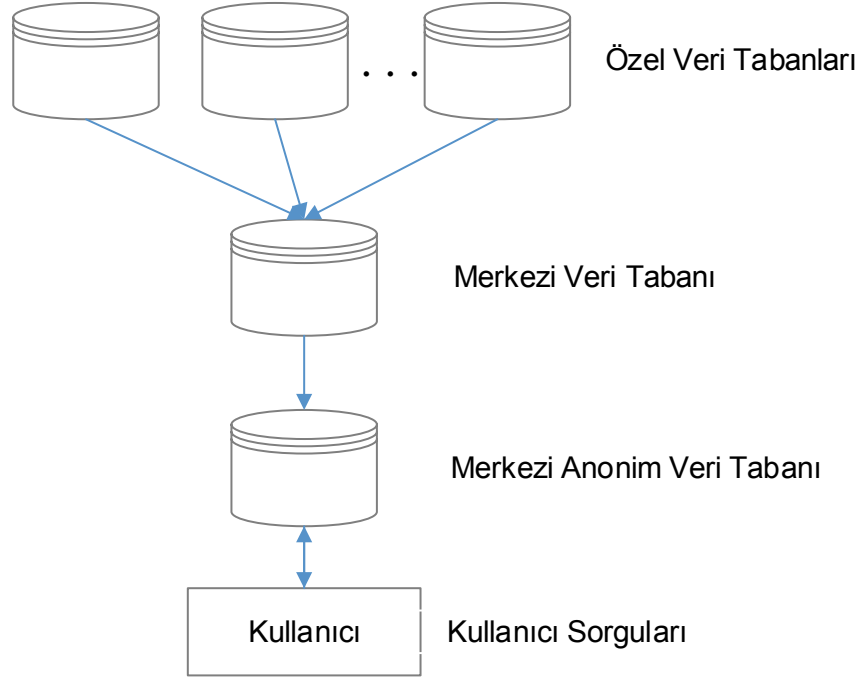 Özel Veri Tabanları
. . .
Merkezi Veri Tabanı
Merkezi Anonim Veri Tabanı
Kullanıcı
Kullanıcı Sorguları